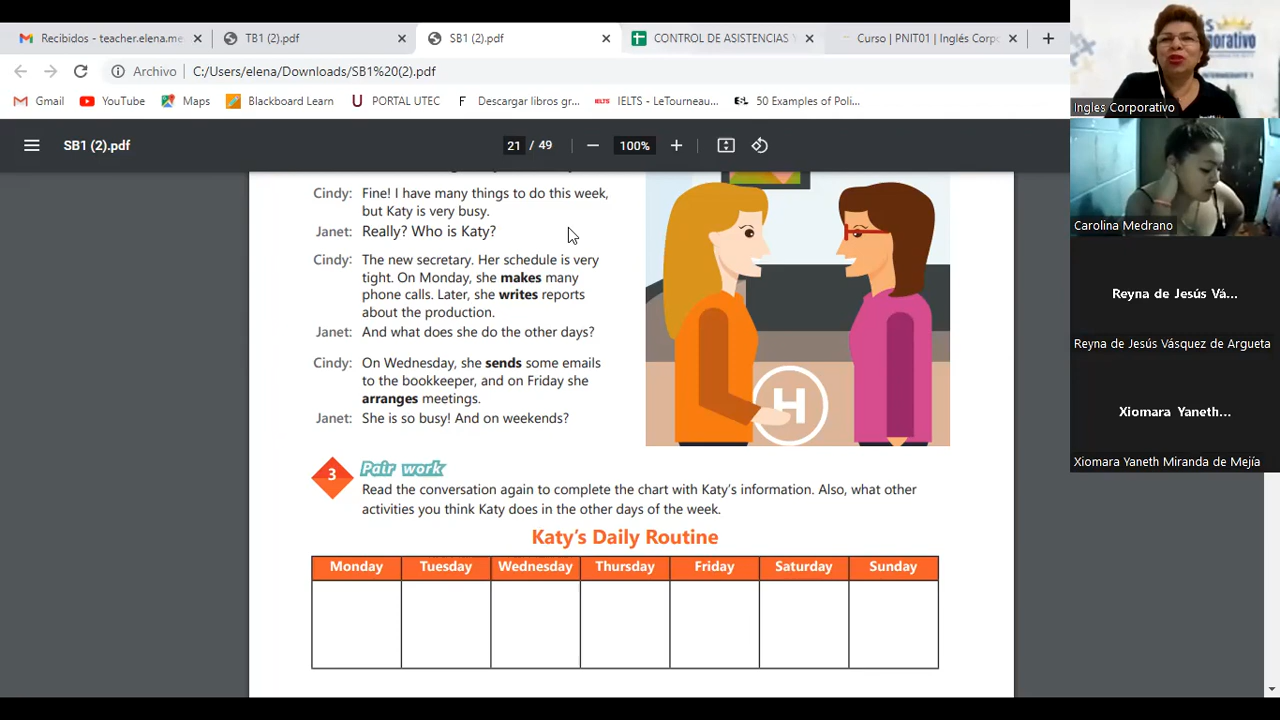 Recibidos - teacher.elena.me
TB1 (2).pdf
SB1 (2).pdf
CONTROL DE ASISTENCIAS Y
Curso | PNIT01 | Inglés Corpo
Archivo
C:/Users/elena/Downloads/SB1%20(2).pdf
Gmail
YouTube
Maps
Blackboard Learn
PORTAL UTEC
Descargar libros gr...
IELTS - LeTourneau...
50 Examples of Poli...
SB1 (2).pdf
21 / 49
100%
Cindy: Fine! I have many things to do this week,
but Katy is very busy.
Janet: Really? Who is Katy?
Cindy: The new secretary. Her schedule is very
tight. On Monday, she makes many
phone calls. Later, she writes reports
about the production.
Janet: And what does she do the other days?
Cindy: On Wednesday, she sends some emails
to the bookkeeper, and on Friday she
arranges meetings.
Janet: She is so busy! And on weekends?
H
3 Pair work
Read the conversation again to complete the chart with Katy's information. Also, what other
activities you think Katy does in the other days of the week.
Katy's Daily Routine
Monday Tuesday Wednesday Thursday Friday Saturday Sunday
Ingles Corporativo
Carolina Medrano
Reyna de Jesús Vá...
Reyna de Jesús Vásquez de Argueta
Xiomara Yaneth...
Xiomara Yaneth Miranda de Mejía